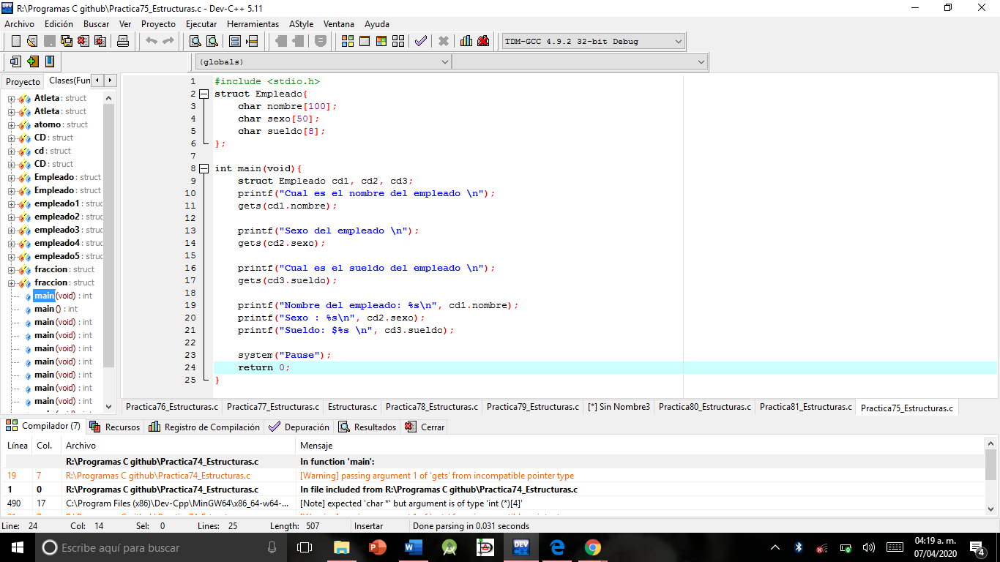 R:\Programas C github\Practica75_Estructuras.c - Dev-C++ 5.11
Archivo Edición Buscar Ver Proyecto Ejecutar Herramientas AStyle Ventana Ayuda
TDM-GCC 4.9.2 32-bit Debug
(globals)
Proyecto Clases(Fun
Atleta : struct
Atleta : struct
atomo : struct
CD : struct
cd : struct
CD : struct
Empleado : struct
Empleado : struct
empleado1 : struc
empleado2 : struc
empleado3 : struc
empleado4 : struc
empleado5 : struc
fraccion : struct
fraccion : struct
main (void) : int
main () : int
main (void) : int
main (void) : int
main (void) : int
main (void) : int
main (void) : int
main (void) : int
main (void) : int
1 #include <stdio.h>
2 struct Empleado{
3 char nombre[100];
4 char sexo[50];
5 char sueldo[8];
6 };
7
8 int main(void){
9 struct Empleado cd1, cd2, cd3;
10 printf("Cual es el nombre del empleado \n");
11 gets(cd1.nombre);
12
13 printf("Sexo del empleado \n");
14 gets(cd2.sexo);
15
16 printf("Cual es el sueldo del empleado \n");
17 gets(cd3.sueldo);
18
19 printf("Nombre del empleado: %s\n", cd1.nombre);
20 printf("Sexo : %s\n", cd2.sexo);
21 printf("Sueldo: $%s \n", cd3.sueldo);
22
23 system("Pause");
24 return 0;
25 }
Practica76_Estructuras.c Practica77_Estructuras.c Estructuras.c Practica78_Estructuras.c Practica79_Estructuras.c [*] Sin Nombre3 Practica80_Estructuras.c Practica81_Estructuras.c Practica75_Estructuras.c
Compilador (7) Recursos Registro de Compilación Depuración Resultados Cerrar
Línea Col. Archivo Mensaje
R:\Programas C github\Practica74_Estructuras.c In function 'main':
19 7 R:\Programas C github\Practica74_Estructuras.c [Warning] passing argument 1 of 'gets' from incompatible pointer type
1 0 R:\Programas C github\Practica74_Estructuras.c In file included from R:\Programas C github\Practica74_Estructuras.c
490 17 C:\Program Files (x86)\Dev-Cpp\MinGW64\x86_64-w64-... [Note] expected 'char *' but argument is of type 'int (*)[4]'
Line: 24 Col: 14 Sel: 0 Lines: 25 Length: 507 Insertar Done parsing in 0.031 seconds
Escribe aquí para buscar
04:19 a. m.
07/04/2020
4